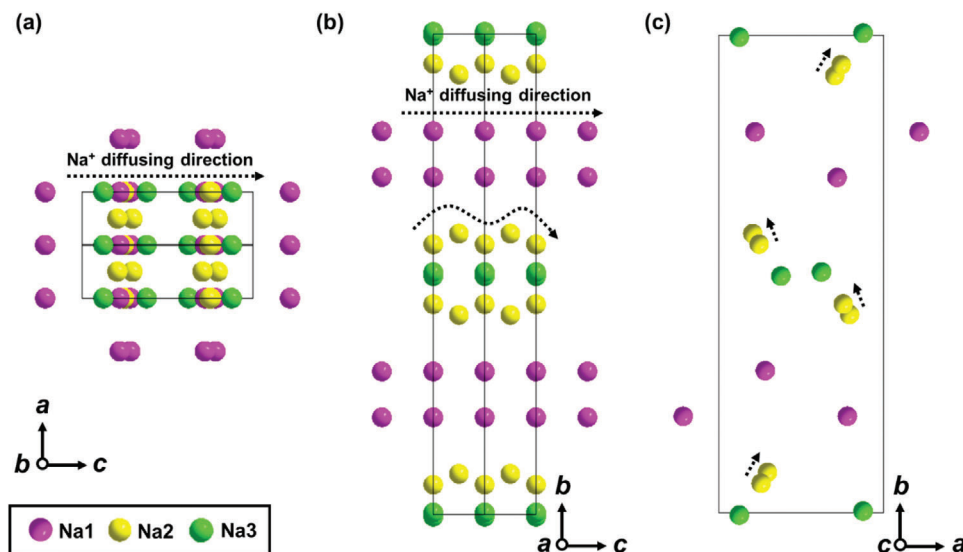 (a)
Na⁺ diffusing direction
a
b
c
Na1
Na2
Na3
(b)
Na⁺ diffusing direction
b
a
c
(c)
b
c
a